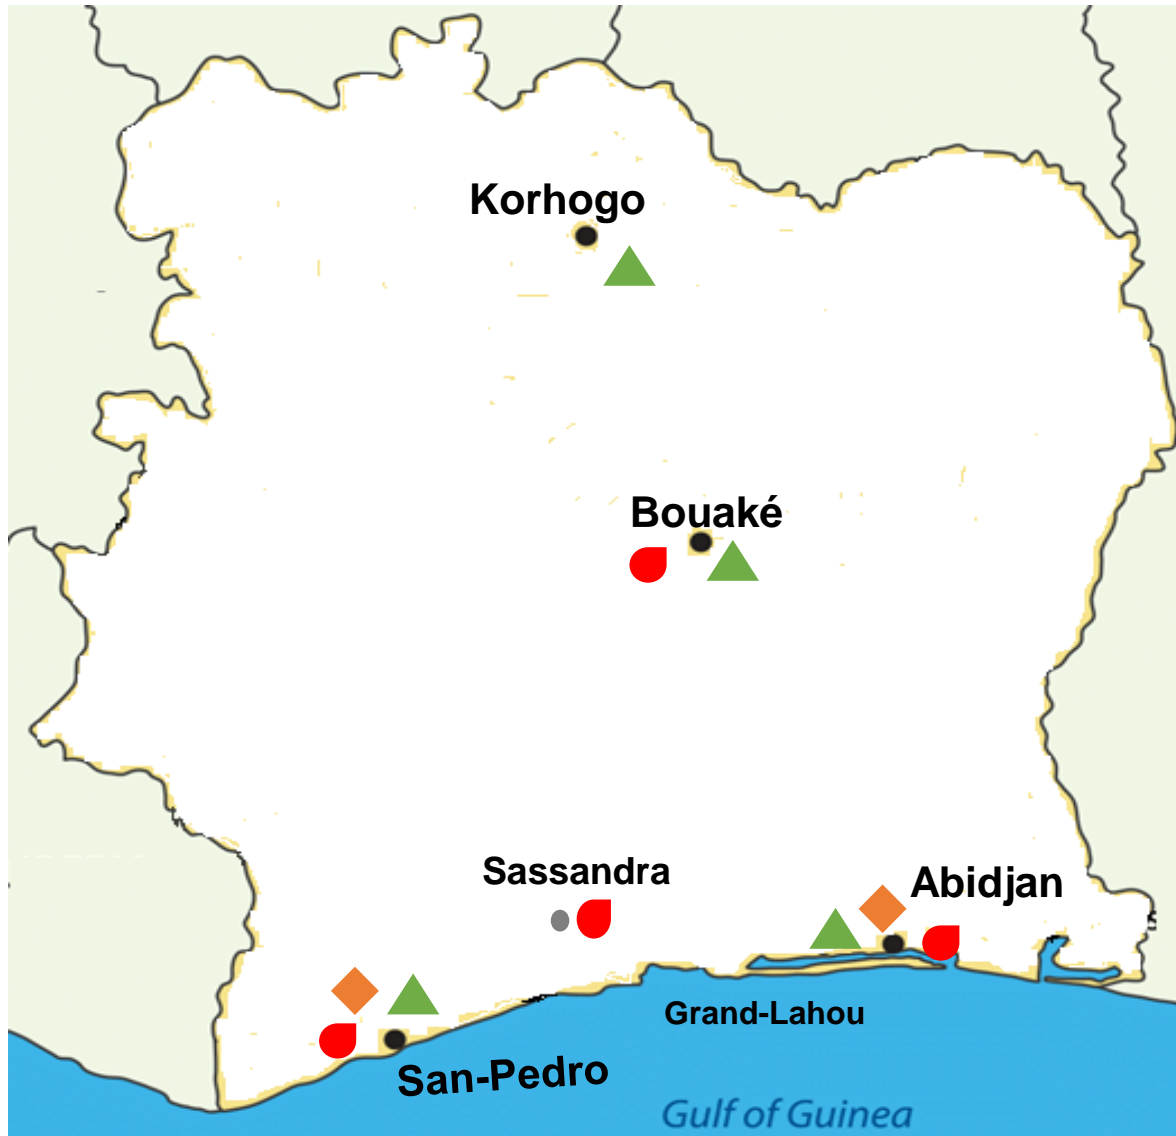 Korhogo
Bouaké
Sassandra
Abidjan
Grand-Lahou
San-Pedro
Gulf of Guinea